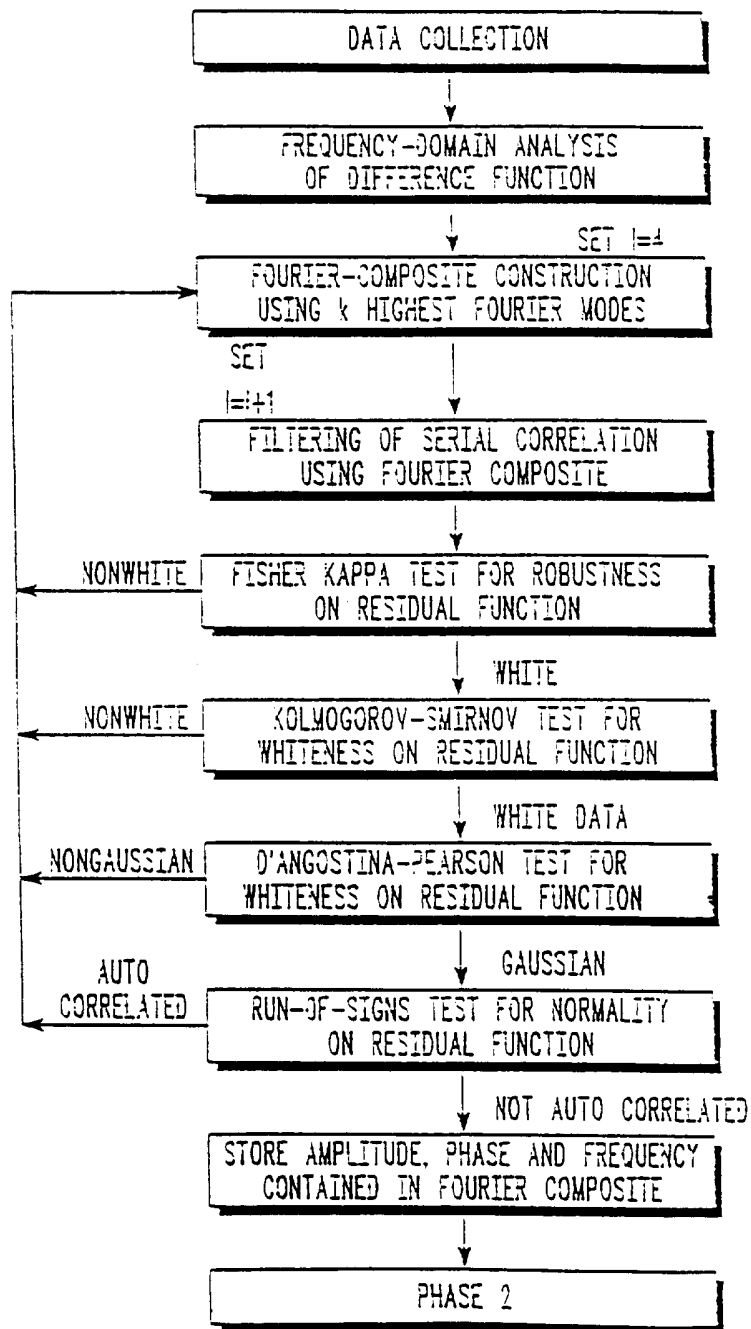 DATA COLLECTION
FREQUENCY-DOMAIN ANALYSIS
OF DIFFERENCE FUNCTION
SET
FOURIER-COMPOSITE CONSTRUCTION
USING k HIGHEST FOURIER MODES
SET
FILTERING OF SERIAL CORRELATION
USING FOURIER COMPOSITE
NONWHITE
FISHER KAPPA TEST FOR ROBUSTNESS
ON RESIDUAL FUNCTION
WHITE
NONWHITE
KOLMOGOROV-SMIRNOV TEST FOR
WHITENESS ON RESIDUAL FUNCTION
WHITE DATA
NONGAUSSIAN
D'ANGOSTINA-PEARSON TEST FOR
WHITENESS ON RESIDUAL FUNCTION
GAUSSIAN
AUTO
CORRELATED
RUN-OF-SIGNS TEST FOR NORMALITY
ON RESIDUAL FUNCTION
NOT AUTO CORRELATED
STORE AMPLITUDE, PHASE AND FREQUENCY
CONTAINED IN FOURIER COMPOSITE
PHASE 2